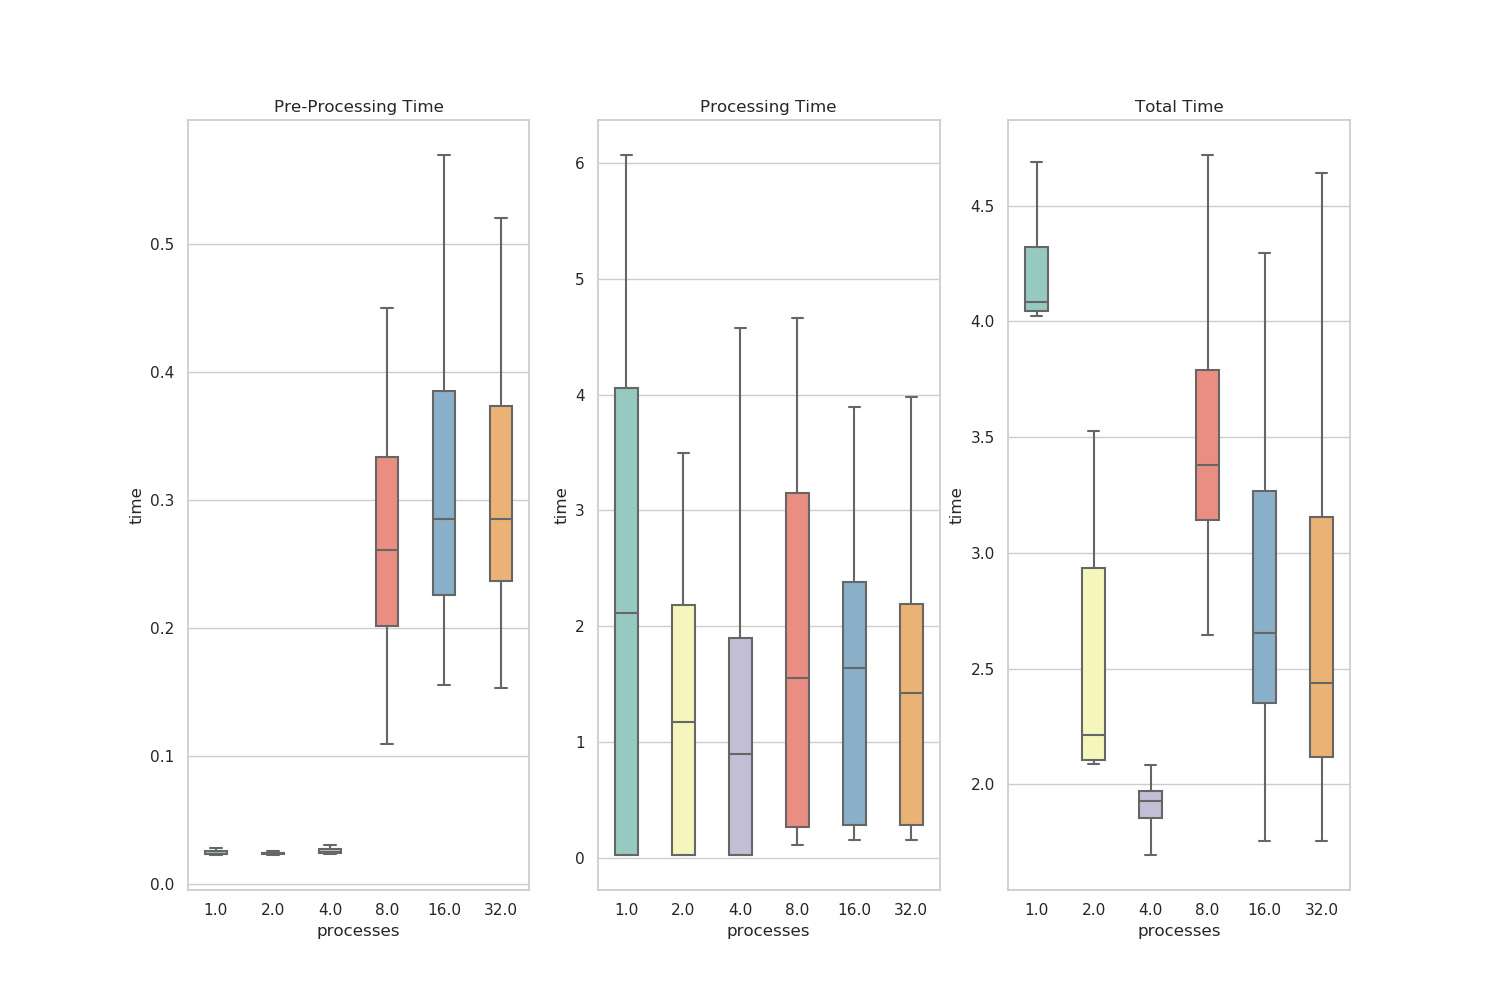 Pre-Processing Time
time
0.5
0.4
0.3
0.2
0.1
0.0
1.0 2.0 4.0 8.0 16.0 32.0
processes
Processing Time
time
6
5
4
3
2
1
0
1.0 2.0 4.0 8.0 16.0 32.0
processes
Total Time
time
4.5
4.0
3.5
3.0
2.5
2.0
1.0 2.0 4.0 8.0 16.0 32.0
processes